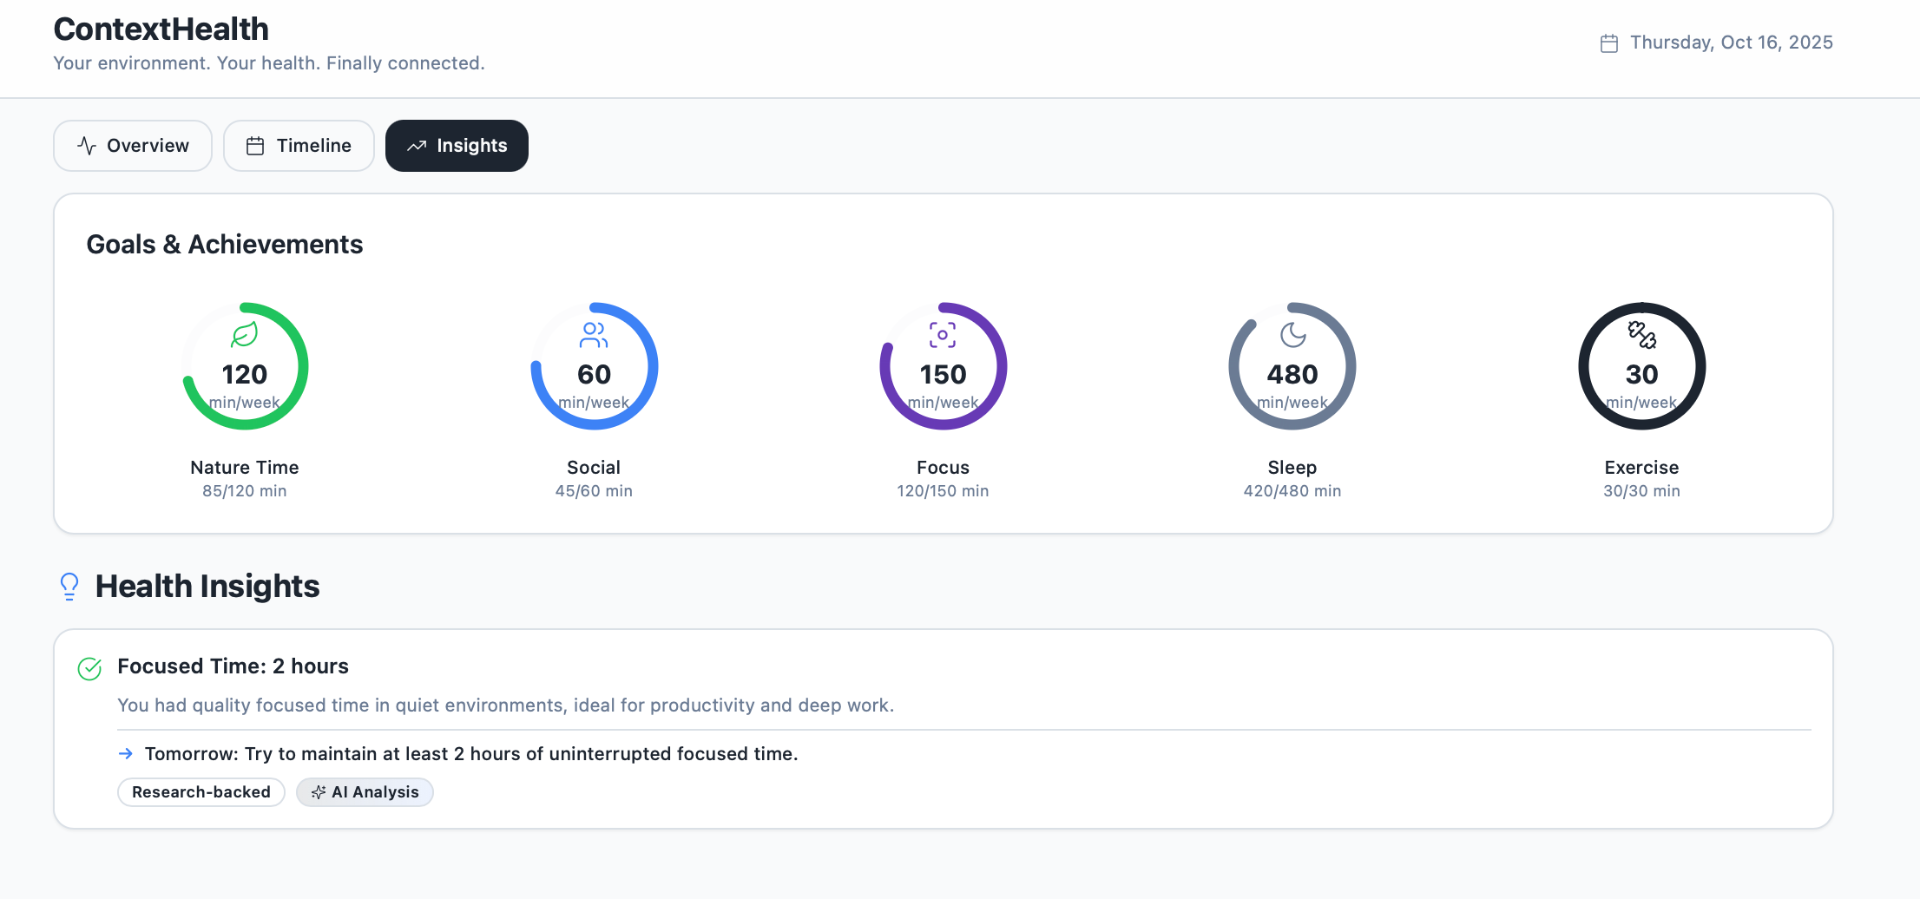 ContextHealth
Your environment. Your health. Finally connected.
Thursday, Oct 16, 2025
Overview
Timeline
Insights
Goals & Achievements
120
min/week
Nature Time
85/120 min
60
min/week
Social
45/60 min
150
min/week
Focus
120/150 min
480
min/week
Sleep
420/480 min
30
min/week
Exercise
30/30 min
Health Insights
Focused Time: 2 hours
You had quality focused time in quiet environments, ideal for productivity and deep work.
Tomorrow: Try to maintain at least 2 hours of uninterrupted focused time.
Research-backed
AI Analysis